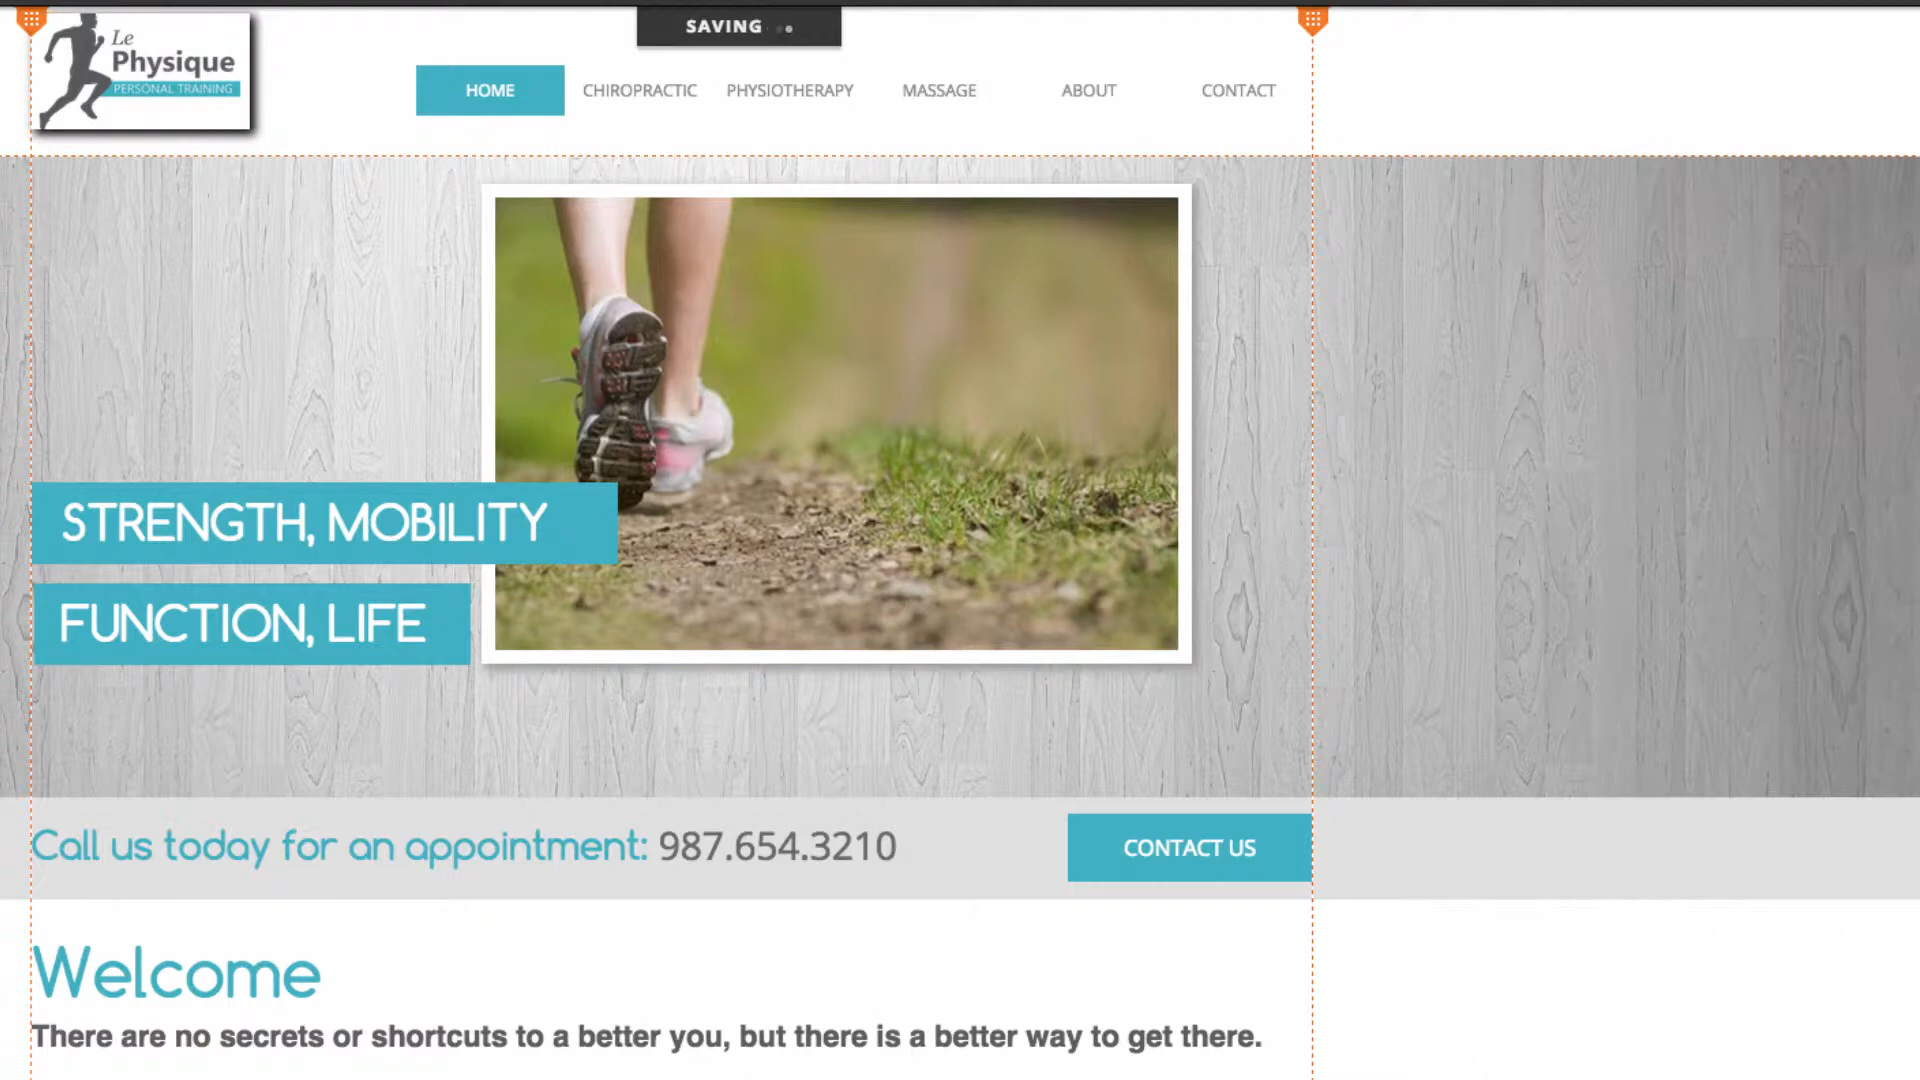 SAVING
Le
Physique
PERSONAL TRAINING
HOME CHIROPRACTIC PHYSIOTHERAPY MASSAGE ABOUT CONTACT
STRENGTH, MOBILITY
FUNCTION, LIFE
Call us today for an appointment: 987.654.3210
CONTACT US
Welcome
There are no secrets or shortcuts to a better you, but there is a better way to get there.